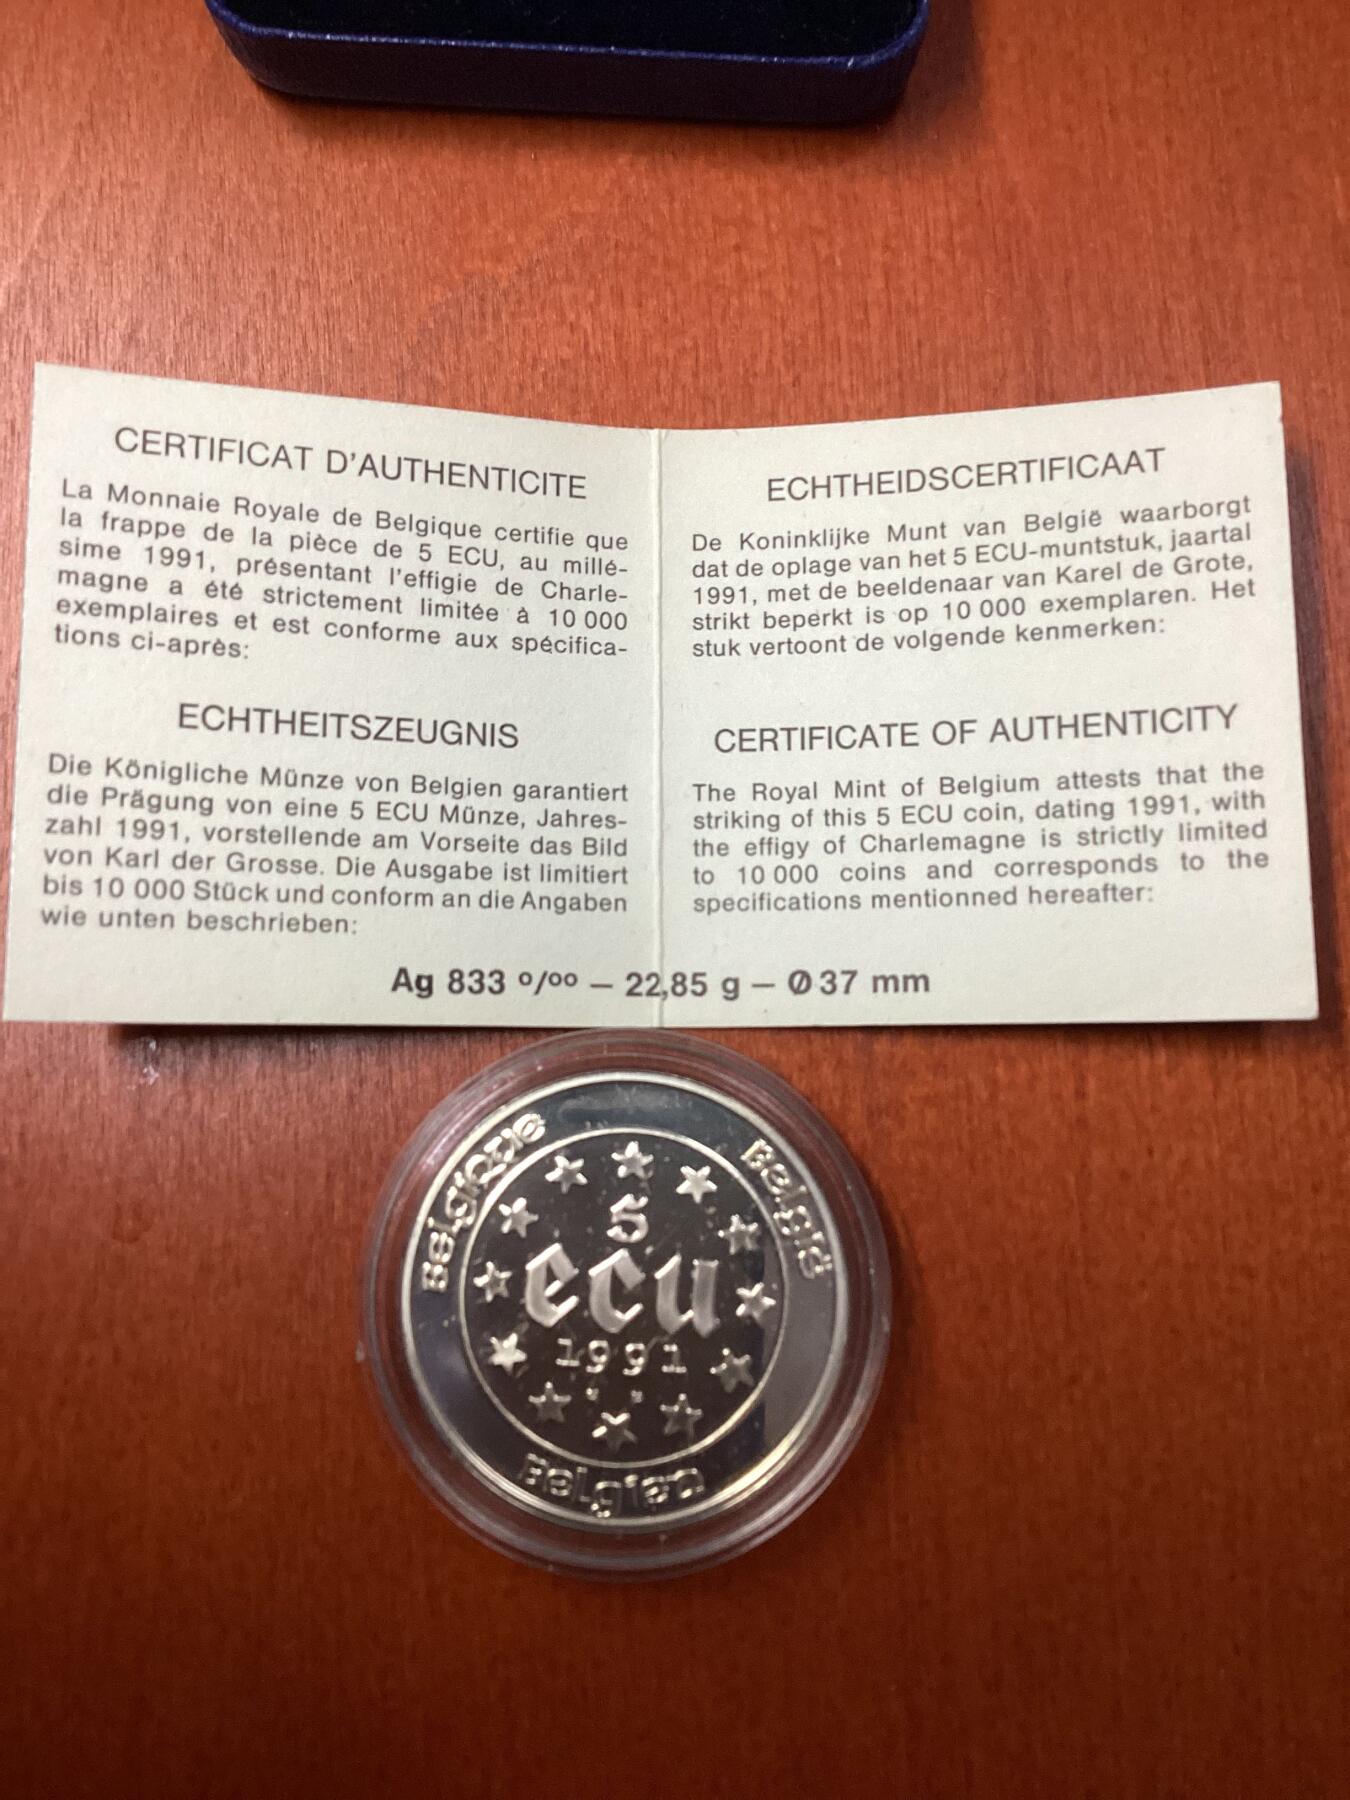 CERTIFICAT D'AUTHENTICITE
La Monnaie Royale de Belgique certifie que
la frappe de la pièce de 5 ECU, au millé-
sime 1991, présentant l'effigie de Charle-
magne a été strictement limitée à 10 000
exemplaires et est conforme aux spécifica-
tions ci-après:
ECHTHEITSZEUGNIS
Die Königliche Münze von Belgien garantiert
die Prägung von eine 5 ECU Münze, Jahres-
zahl 1991, vorstellende am Vorseite das Bild
von Karl der Grosse. Die Ausgabe ist limitiert
bis 10 000 Stück und conform an die Angaben
wie unten beschrieben:
ECHTHEIDSCERTIFICAAT
De Koninklijke Munt van België waarborgt
dat de oplage van het 5 ECU-muntstuk, jaartal
1991, met de beeldenaar van Karel de Grote,
strikt beperkt is op 10 000 exemplaren. Het
stuk vertoont de volgende kenmerken:
CERTIFICATE OF AUTHENTICITY
The Royal Mint of Belgium attests that the
striking of this 5 ECU coin, dating 1991, with
the effigy of Charlemagne is strictly limited
to 10 000 coins and corresponds to the
specifications mentionned hereafter:
Ag 833 º/ºº – 22,85 g – Ø 37 mm
Belgique
België
5
ecu
1991
Belgien